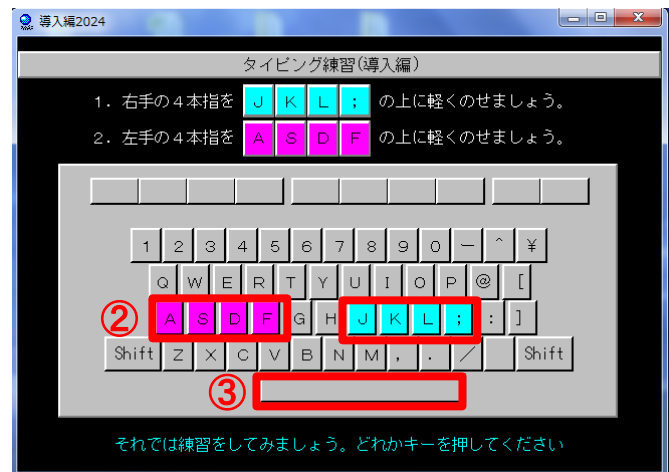 導入編2024
タイピング練習(導入編)
1. 右手の4本指を J K L ; の上に軽くのせましょう。
2. 左手の4本指を A S D F の上に軽くのせましょう。
1 2 3 4 5 6 7 8 9 0 ー ^ ¥
Q W E R T Y U I O P @ [
② A S D F G H J K L ; : ]
Shift Z X C V B N M , . / Shift
③
それでは練習をしてみましょう。どれかキーを押してください